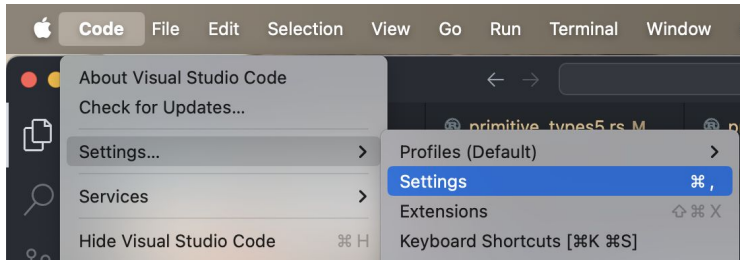 Code File Edit Selection View Go Run Terminal Window
About Visual Studio Code
Check for Updates...
primitive_types5.rs M
Settings...
Profiles (Default)
Settings ⌘ ,
Services
Extensions ⇧ ⌘ X
Hide Visual Studio Code ⌘ H
Keyboard Shortcuts [⌘K ⌘S]